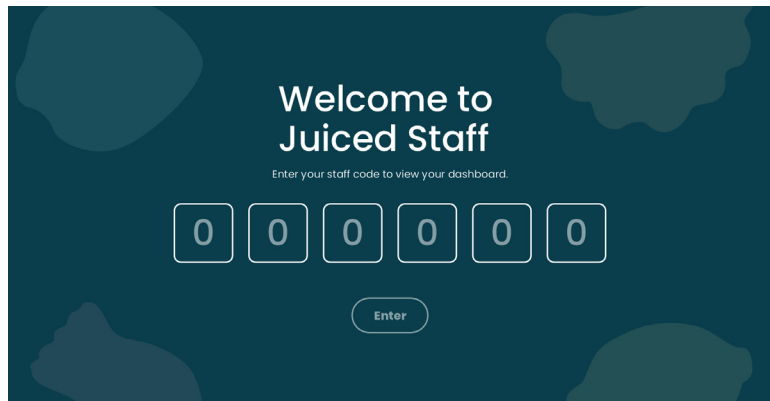 Welcome to
Juiced Staff
Enter your staff code to view your dashboard.
0 0 0 0 0 0
Enter